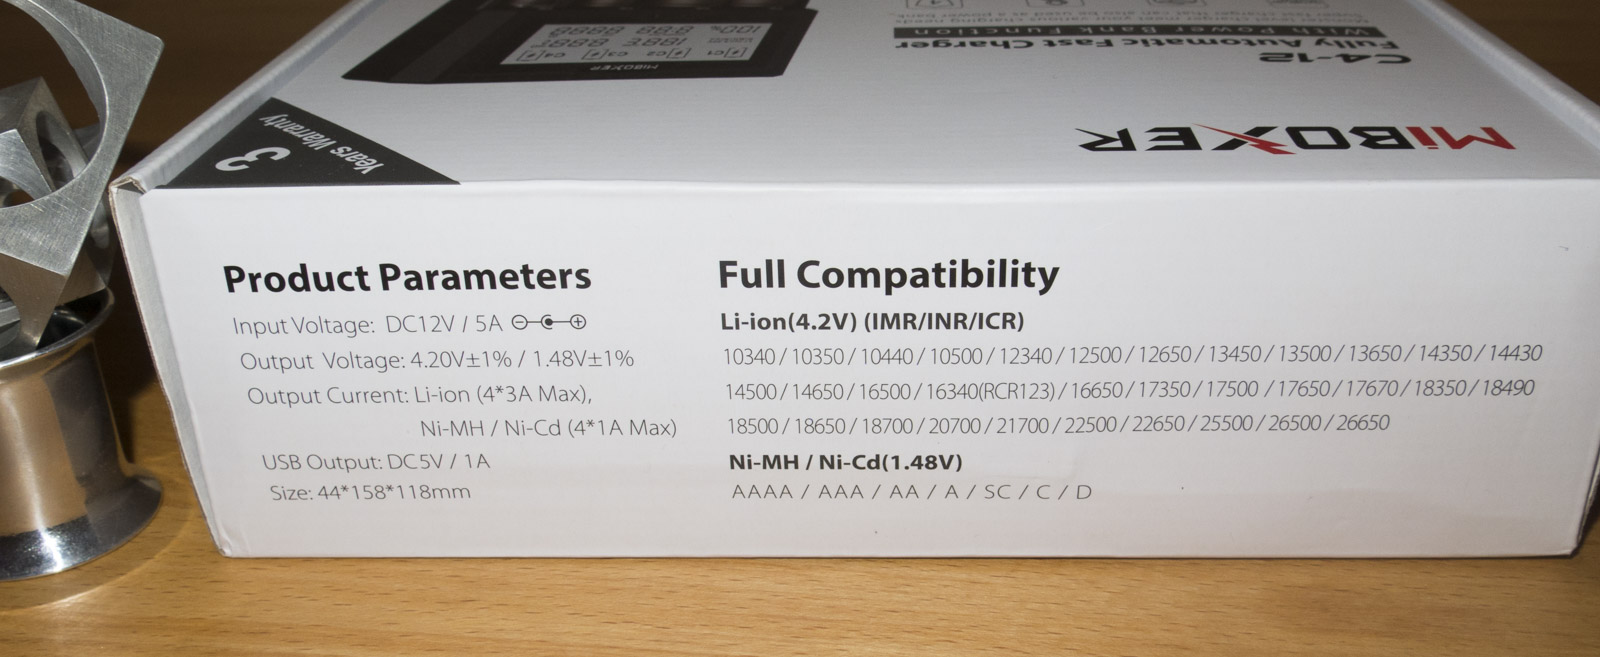 MiBOXER
C4-12
Fully Automatic Fast Charger
With Power Bank Function
MiBOXER
C1 C2 C3 C4
3
Years Warranty
Product Parameters
Input Voltage: DC12V / 5A
Output Voltage: 4.20V±1% / 1.48V±1%
Output Current: Li-ion (4*3A Max),
Ni-MH / Ni-Cd (4*1A Max)
USB Output: DC5V / 1A
Size: 44*158*118mm
Full Compatibility
Li-ion(4.2V) (IMR/INR/ICR)
10340 / 10350 / 10440 / 10500 / 12340 / 12500 / 12650 / 13450 / 13500 / 13650 / 14350 / 14430
14500 / 14650 / 16500 / 16340(RCR123) / 16650 / 17350 / 17500 / 17650 / 17670 / 18350 / 18490
18500 / 18650 / 18700 / 20700 / 21700 / 22500 / 22650 / 25500 / 26500 / 26650
Ni-MH / Ni-Cd(1.48V)
AAAA / AAA / AA / A / SC / C / D